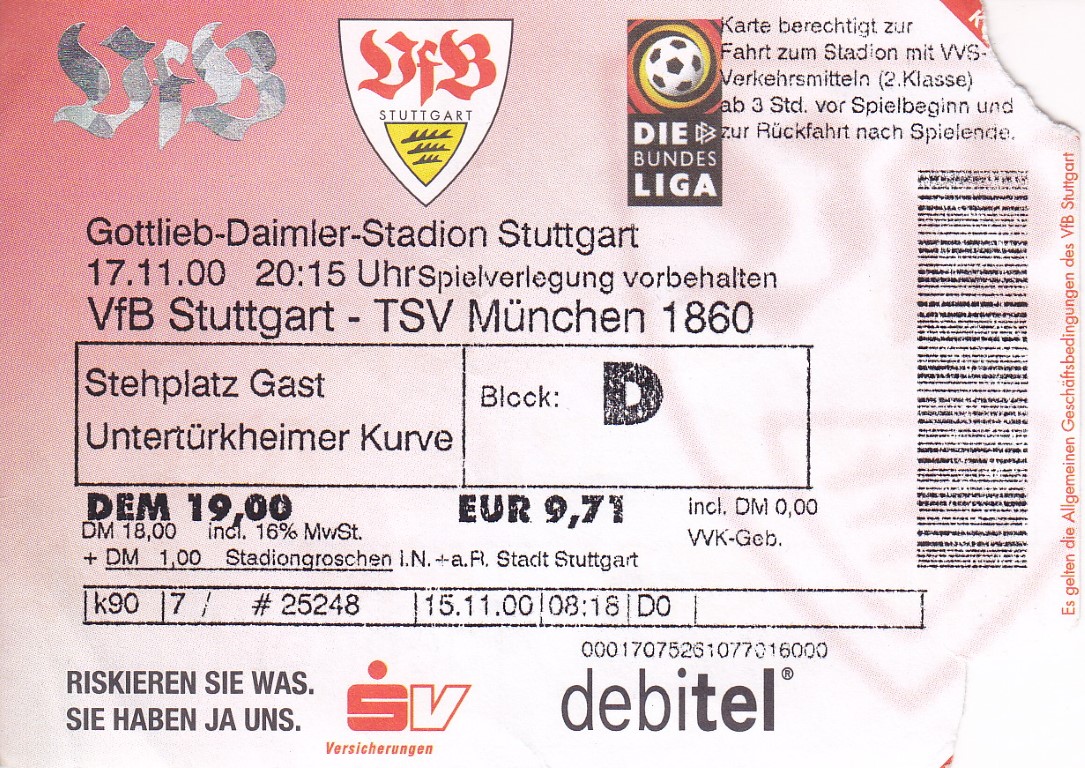 VfB
VfB
STUTTGART
DIE
BUNDES
LIGA
Karte berechtigt zur
Fahrt zum Stadion mit VVS-
Verkehrsmitteln (2.Klasse)
ab 3 Std. vor Spielbeginn und
zur Rückfahrt nach Spielende.
Gottlieb-Daimler-Stadion Stuttgart
17.11.00 20:15 Uhr Spielverlegung vorbehalten
VfB Stuttgart - TSV München 1860
Stehplatz Gast
Untertürkheimer Kurve
Block: D
DEM 19,00 EUR 9,71 incl. DM 0,00
DM 18,00 incl. 16% MwSt. VVK-Geb.
+ DM 1,00 Stadiongroschen i.N.+a.R. Stadt Stuttgart
k90 7 / # 25248 15.11.00 08:16 D0
00017075261077016000
RISKIEREN SIE WAS.
SIE HABEN JA UNS.
SV
Versicherungen
debitel®
Es gelten die Allgemeinen Geschäftsbedingungen des VfB Stuttgart